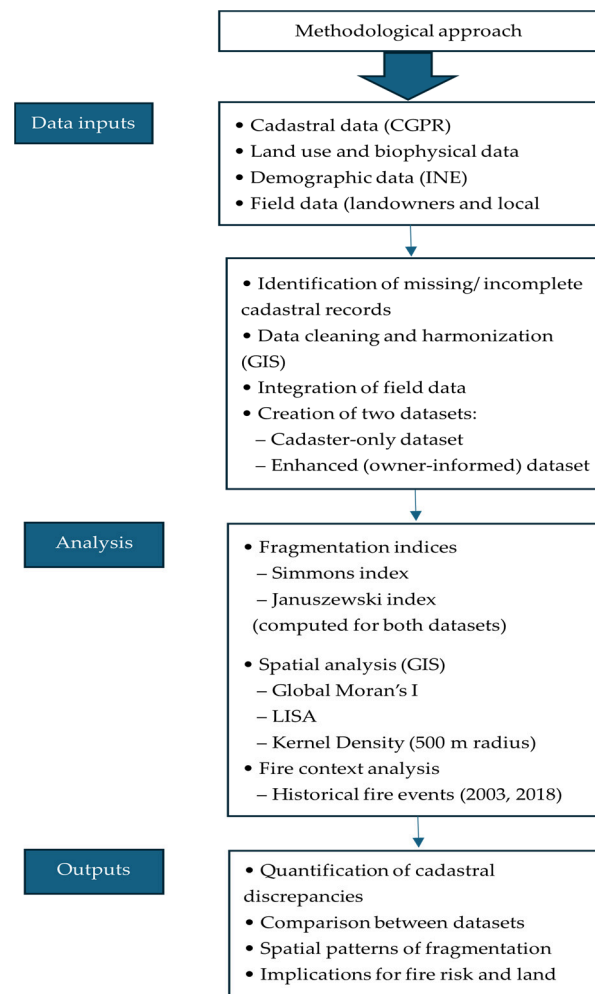 Methodological approach
Data inputs
• Cadastral data (CGPR)
• Land use and biophysical data
• Demographic data (INE)
• Field data (landowners and local
• Identification of missing/ incomplete
cadastral records
• Data cleaning and harmonization
(GIS)
• Integration of field data
• Creation of two datasets:
– Cadaster-only dataset
– Enhanced (owner-informed) dataset
Analysis
• Fragmentation indices
– Simmons index
– Januszewski index
(computed for both datasets)
• Spatial analysis (GIS)
– Global Moran’s I
– LISA
– Kernel Density (500 m radius)
• Fire context analysis
– Historical fire events (2003, 2018)
Outputs
• Quantification of cadastral
discrepancies
• Comparison between datasets
• Spatial patterns of fragmentation
• Implications for fire risk and land